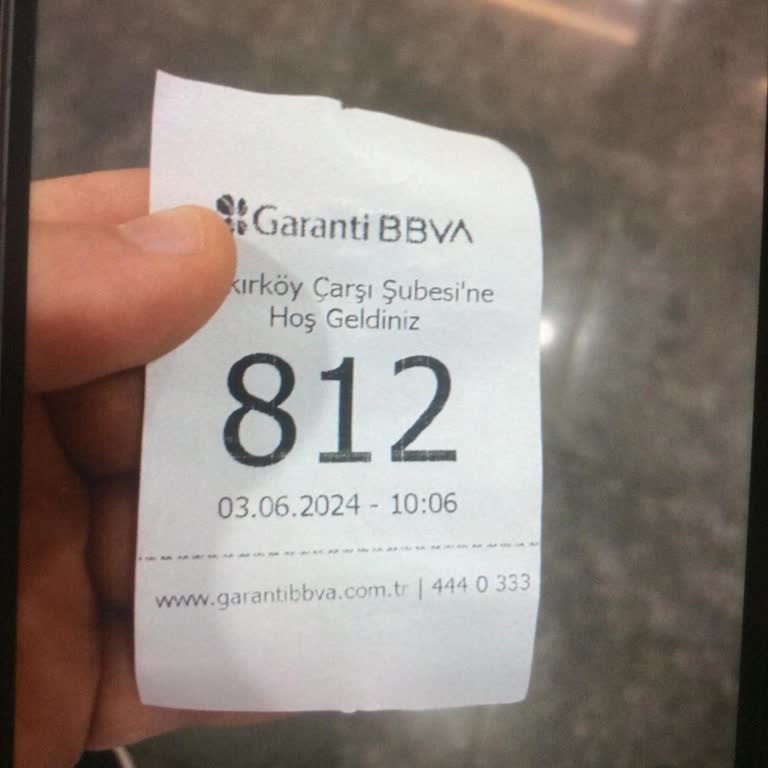 Garanti BBVA
Çarşı Şubesi'ne
Hoş Geldiniz
812
03.06.2024 - 10:06
www.garantibbva.com.tr | 444 0 333